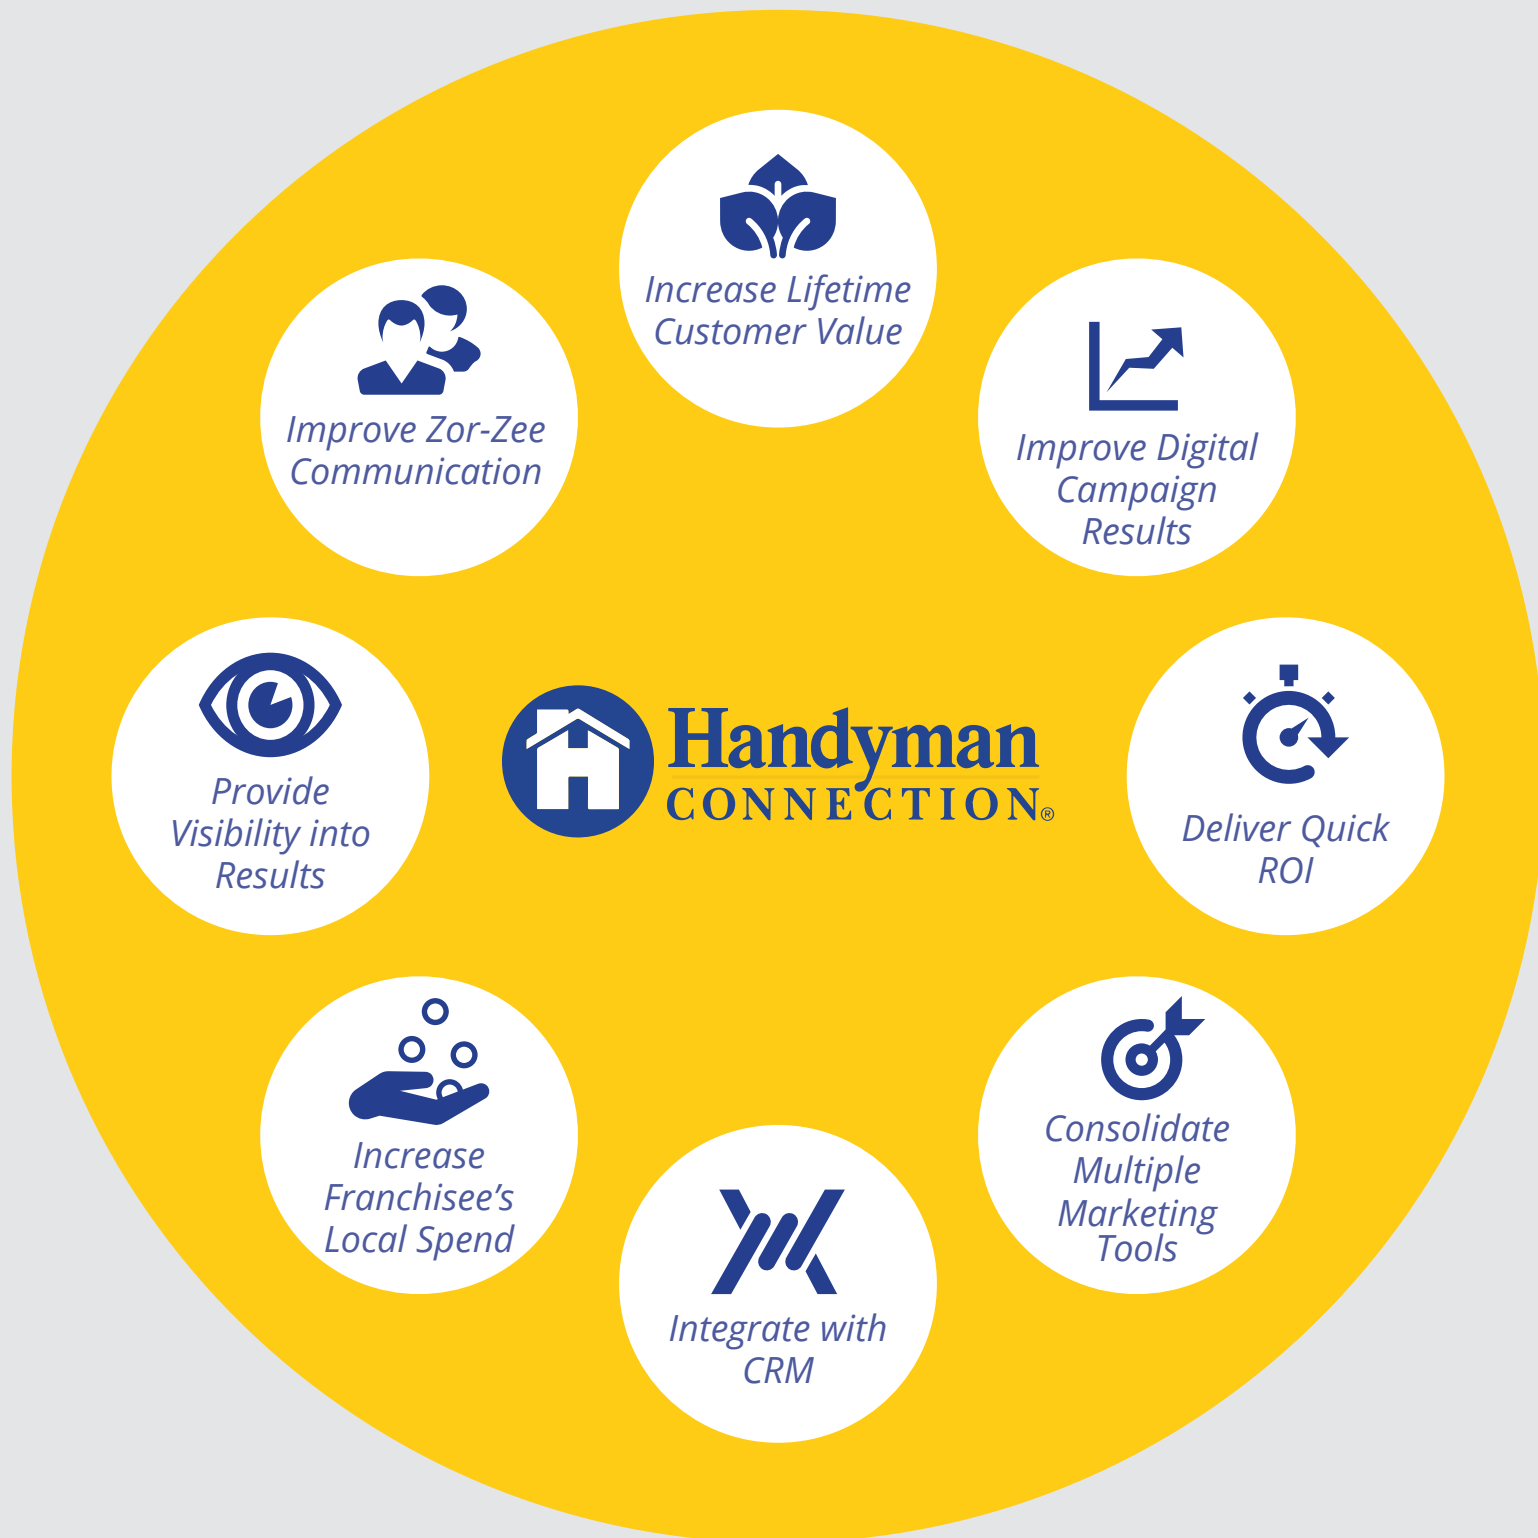 Increase Lifetime
Customer Value
Improve Digital
Campaign
Results
Deliver Quick
ROI
Consolidate
Multiple
Marketing
Tools
Integrate with
CRM
Increase
Franchisee’s
Local Spend
Provide
Visibility into
Results
Improve Zor-Zee
Communication
Handyman
CONNECTION®